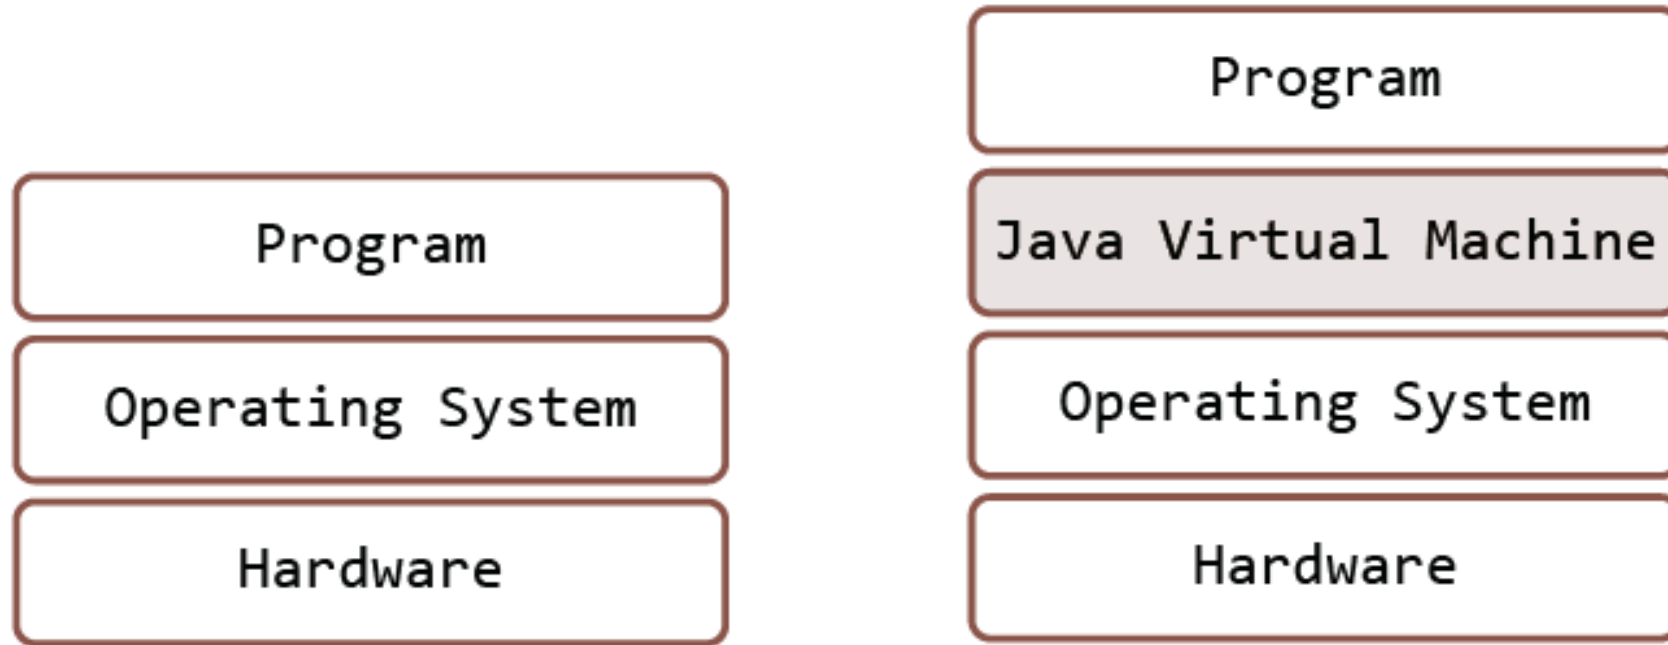 Program
Operating System
Hardware
Program
Java Virtual Machine
Operating System
Hardware